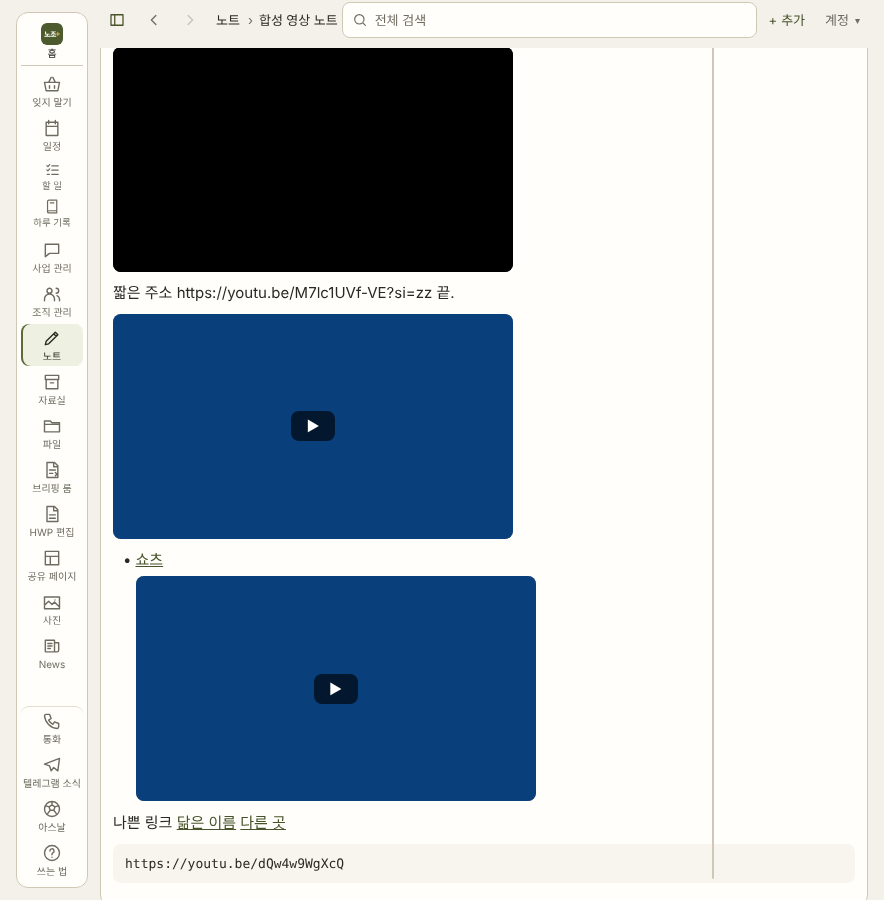 노조+
홈
잊지 말기
일정
할 일
하루 기록
사업 관리
조직 관리
노트
자료실
파일
브리핑 룸
HWP 편집
공유 페이지
사진
News
통화
텔레그램 소식
아스날
쓰는 법
노트 › 합성 영상 노트
전체 검색
+ 추가
계정 ▾
짧은 주소 https://youtu.be/M7lc1UVf-VE?si=zz 끝.
• 쇼츠
나쁜 링크 닮은 이름 다른 곳
https://youtu.be/dQw4w9WgXcQ